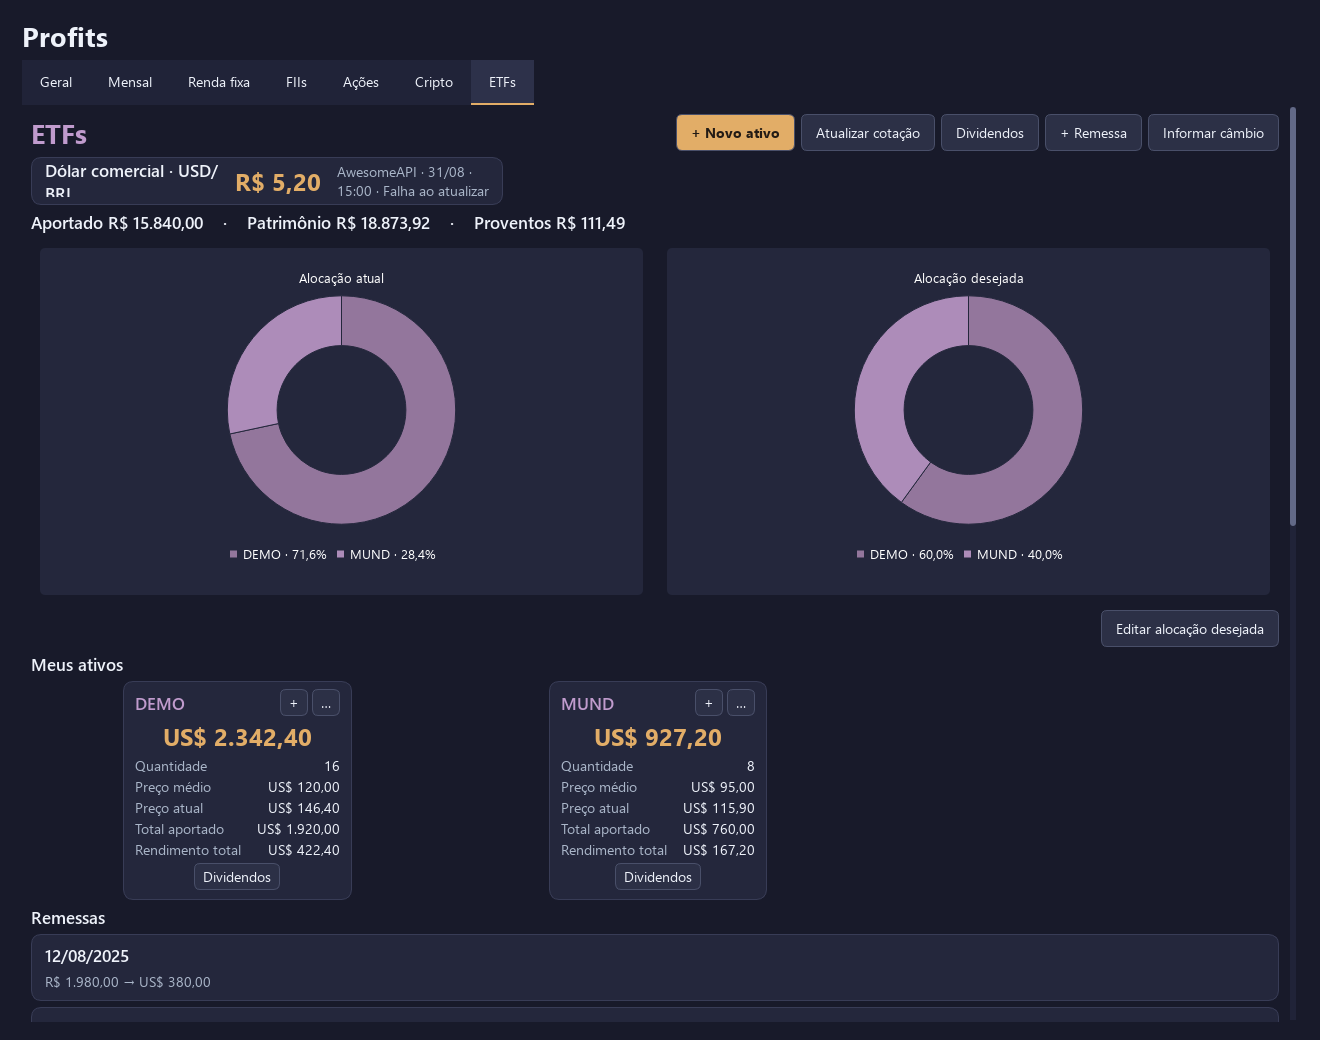 Profits
Geral Mensal Renda fixa FIIs Ações Cripto ETFs
ETFs
+ Novo ativo Atualizar cotação Dividendos + Remessa Informar câmbio
Dólar comercial · USD/
BRL
R$ 5,20
AwesomeAPI · 31/08 ·
15:00 · Falha ao atualizar
Aportado R$ 15.840,00 · Patrimônio R$ 18.873,92 · Proventos R$ 111,49
Alocação atual
DEMO · 71,6% MUND · 28,4%
Alocação desejada
DEMO · 60,0% MUND · 40,0%
Editar alocação desejada
Meus ativos
DEMO + ...
US$ 2.342,40
Quantidade 16
Preço médio US$ 120,00
Preço atual US$ 146,40
Total aportado US$ 1.920,00
Rendimento total US$ 422,40
Dividendos
MUND + ...
US$ 927,20
Quantidade 8
Preço médio US$ 95,00
Preço atual US$ 115,90
Total aportado US$ 760,00
Rendimento total US$ 167,20
Dividendos
Remessas
12/08/2025
R$ 1.980,00 → US$ 380,00